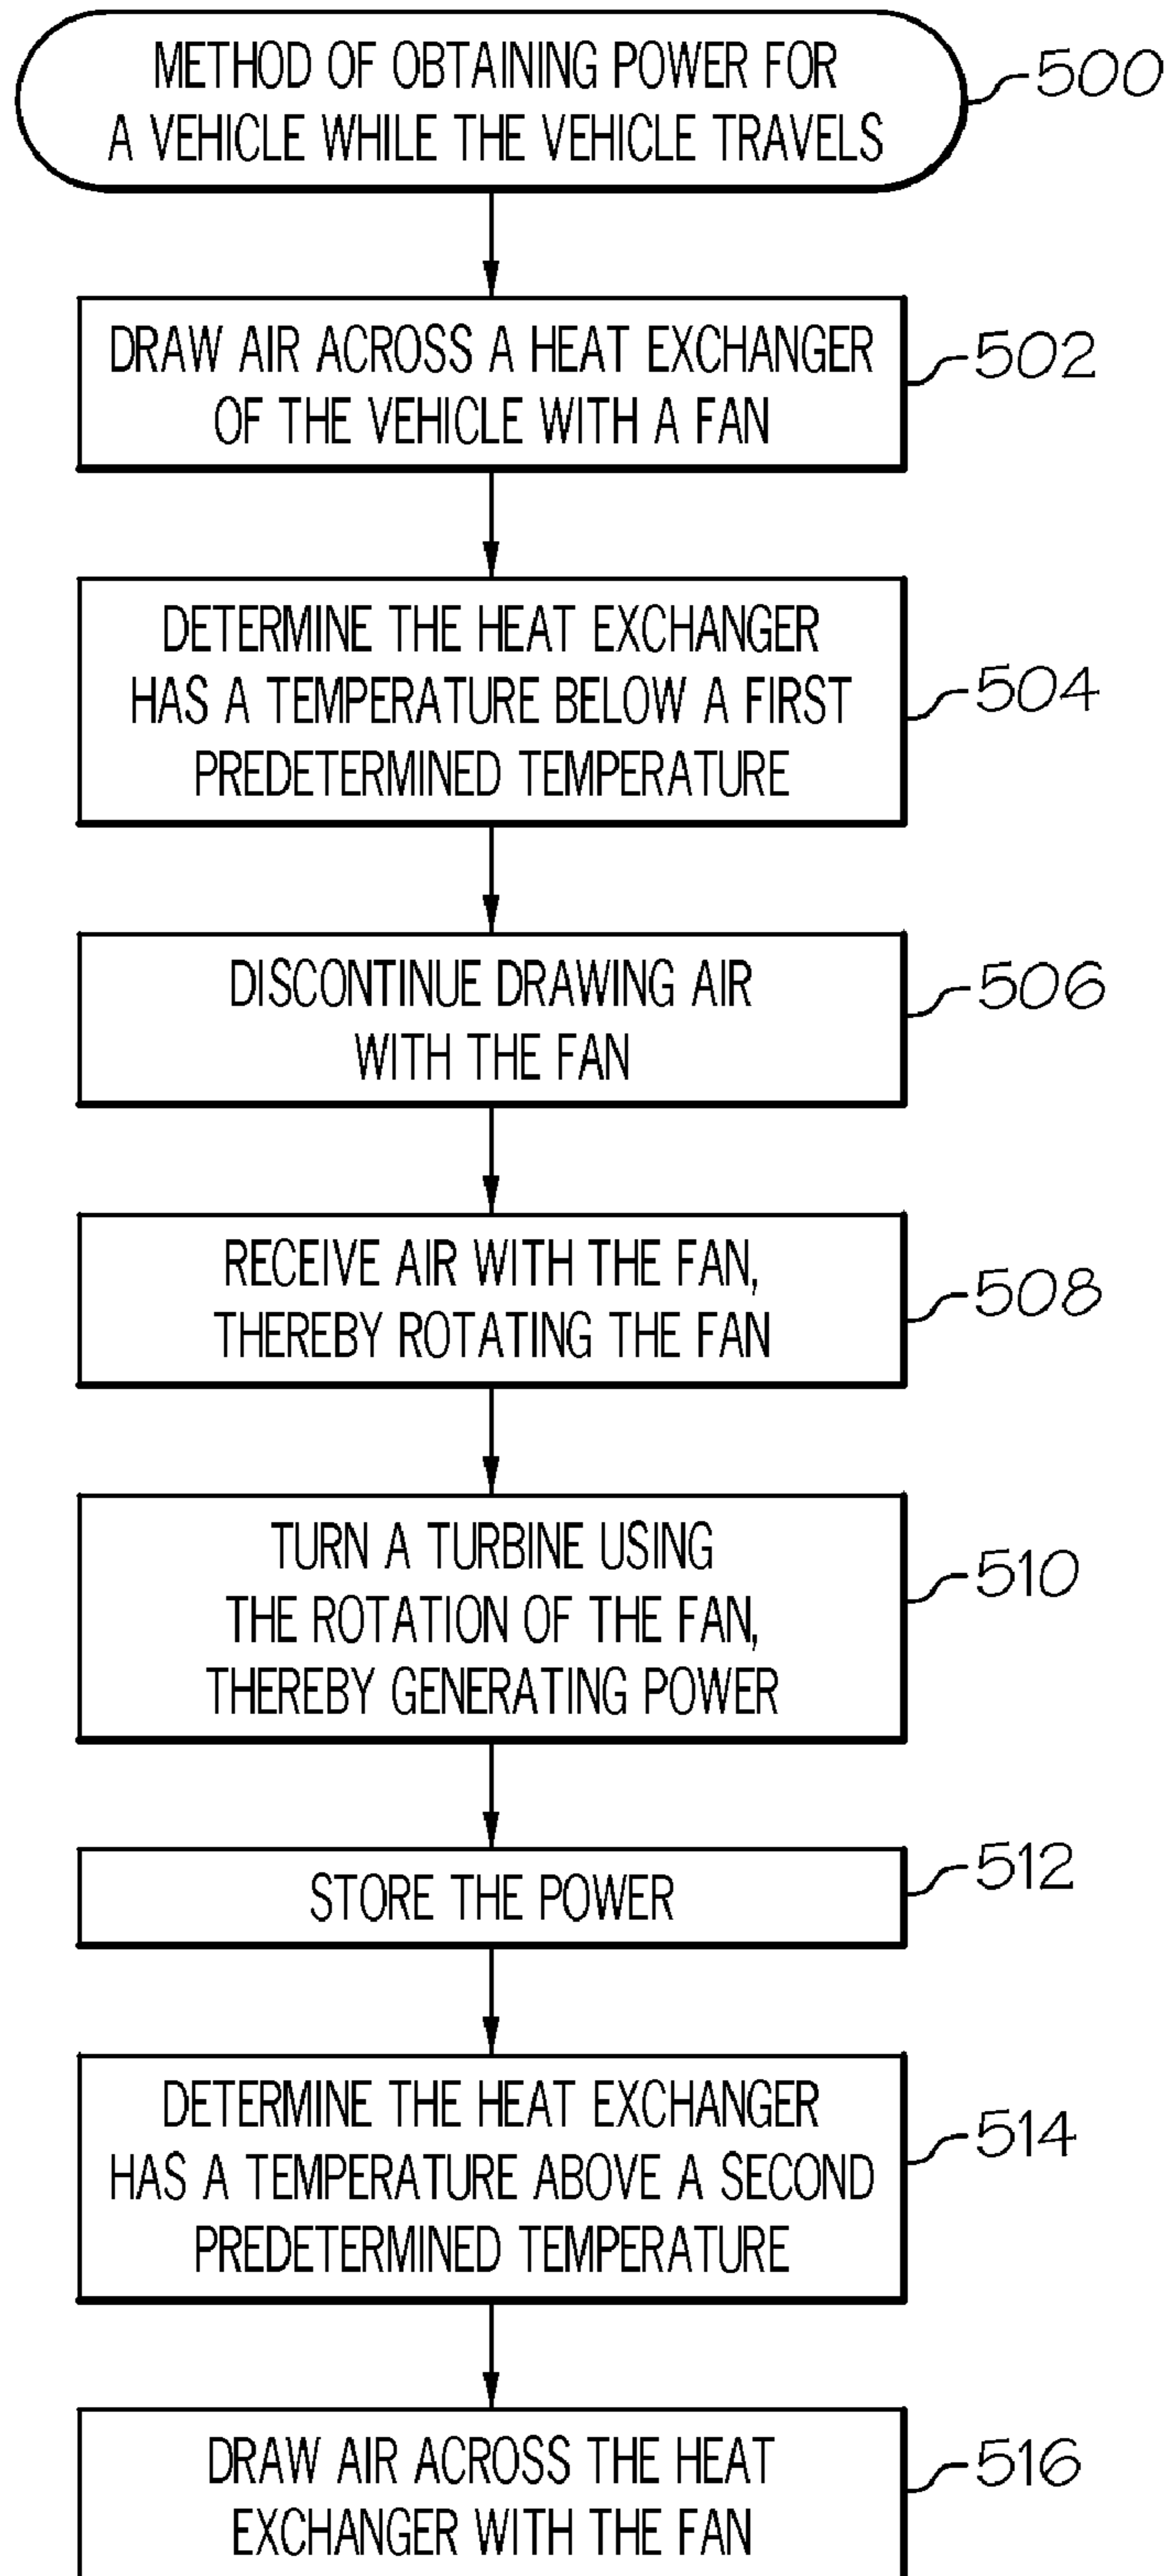 METHOD OF OBTAINING POWER FOR
A VEHICLE WHILE THE VEHICLE TRAVELS
500
DRAW AIR ACROSS A HEAT EXCHANGER
OF THE VEHICLE WITH A FAN
502
DETERMINE THE HEAT EXCHANGER
HAS A TEMPERATURE BELOW A FIRST
PREDETERMINED TEMPERATURE
504
DISCONTINUE DRAWING AIR
WITH THE FAN
506
RECEIVE AIR WITH THE FAN,
THEREBY ROTATING THE FAN
508
TURN A TURBINE USING
THE ROTATION OF THE FAN,
THEREBY GENERATING POWER
510
STORE THE POWER
512
DETERMINE THE HEAT EXCHANGER
HAS A TEMPERATURE ABOVE A SECOND
PREDETERMINED TEMPERATURE
514
DRAW AIR ACROSS THE HEAT
EXCHANGER WITH THE FAN
516